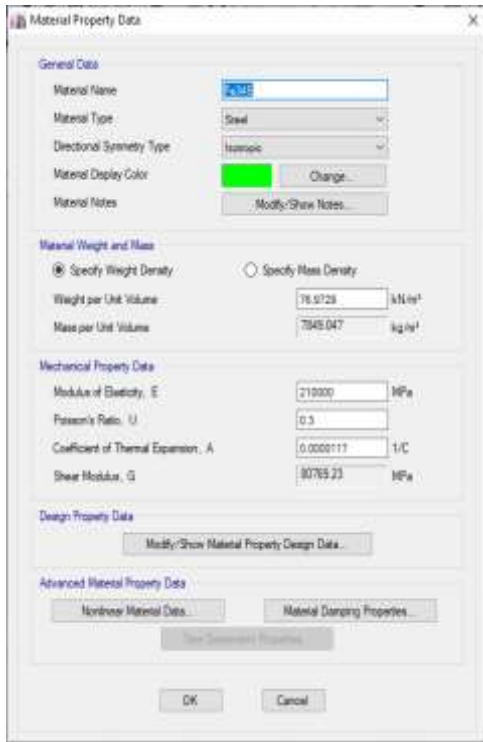 Material Property Data
General Data
Material Name
Fe345
Material Type
Steel
Directional Symmetry Type
Isotropic
Material Display Color
Change...
Material Notes
Modify/Show Notes...
Material Weight and Mass
Specify Weight Density
Specify Mass Density
Weight per Unit Volume
76.9729
kN/m³
Mass per Unit Volume
7849.047
kg/m³
Mechanical Property Data
Modulus of Elasticity, E
210000
MPa
Poisson's Ratio, U
0.3
Coefficient of Thermal Expansion, A
0.0000117
1/C
Shear Modulus, G
80769.23
MPa
Design Property Data
Modify/Show Material Property Design Data...
Advanced Material Property Data
Nonlinear Material Data...
Material Damping Properties...
Time Dependent Properties...
OK
Cancel